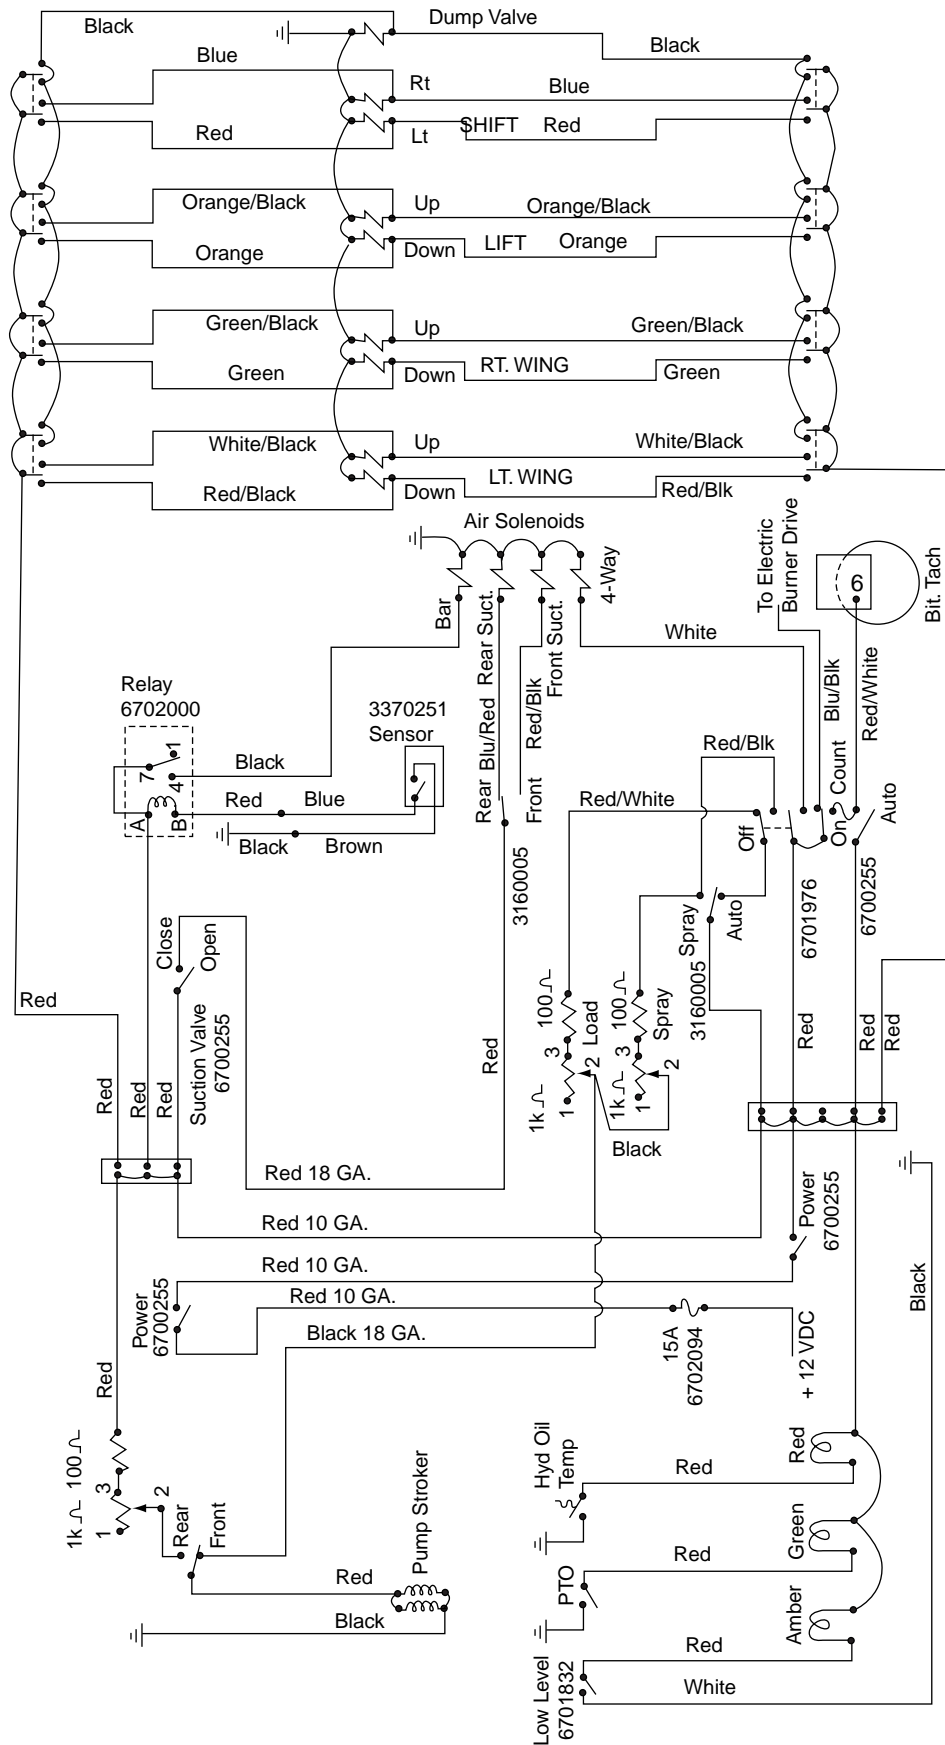 Black
Dump Valve
Black
Blue
Rt
Blue
Red
Lt
SHIFT
Red
Orange/Black
Up
Orange/Black
Orange
Down
LIFT
Orange
Green/Black
Up
Green/Black
Green
Down
RT. WING
Green
White/Black
Up
White/Black
Red/Black
Down
LT. WING
Red/Blk
Air Solenoids
Bar
Rear Suct.
Front Suct.
4-Way
To Electric
Burner Drive
6
Bit. Tach
White
Blu/Red
Red/Blk
Blu/Blk
Red/White
Relay
6702000
7
1
4
A
B
3370251
Sensor
Black
Red
Blue
Black
Brown
Rear
Front
3160005
Red/Blk
Red/White
Off
On
Count
Auto
6701976
6700255
Spray
Auto
3160005
Close
Open
Suction Valve
6700255
Red
Red
Red
Red
Red
100
Load
3
2
1k
1
100
Spray
3
2
1k
1
Black
Red
Red
Red
Red 18 GA.
Red 10 GA.
Red 10 GA.
Red 10 GA.
Black 18 GA.
Power
6700255
Power
6700255
15A
6702094
+ 12 VDC
Black
Red
1k
100
1
3
2
Rear
Front
Red
Black
Pump Stroker
Hyd Oil
Temp
Red
Red
PTO
Red
Green
Low Level
6701832
Red
White
Amber